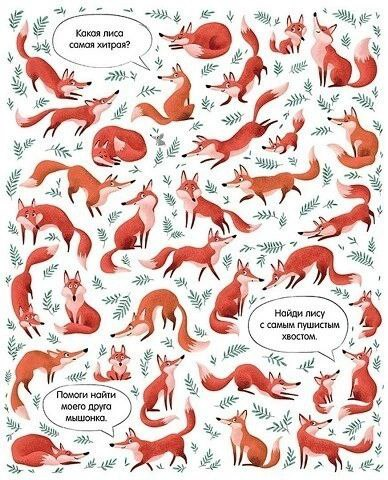 Какая лиса
самая хитрая?
Найди лису
с самым пушистым
хвостом.
Помоги найти
моего друга
мышонка.